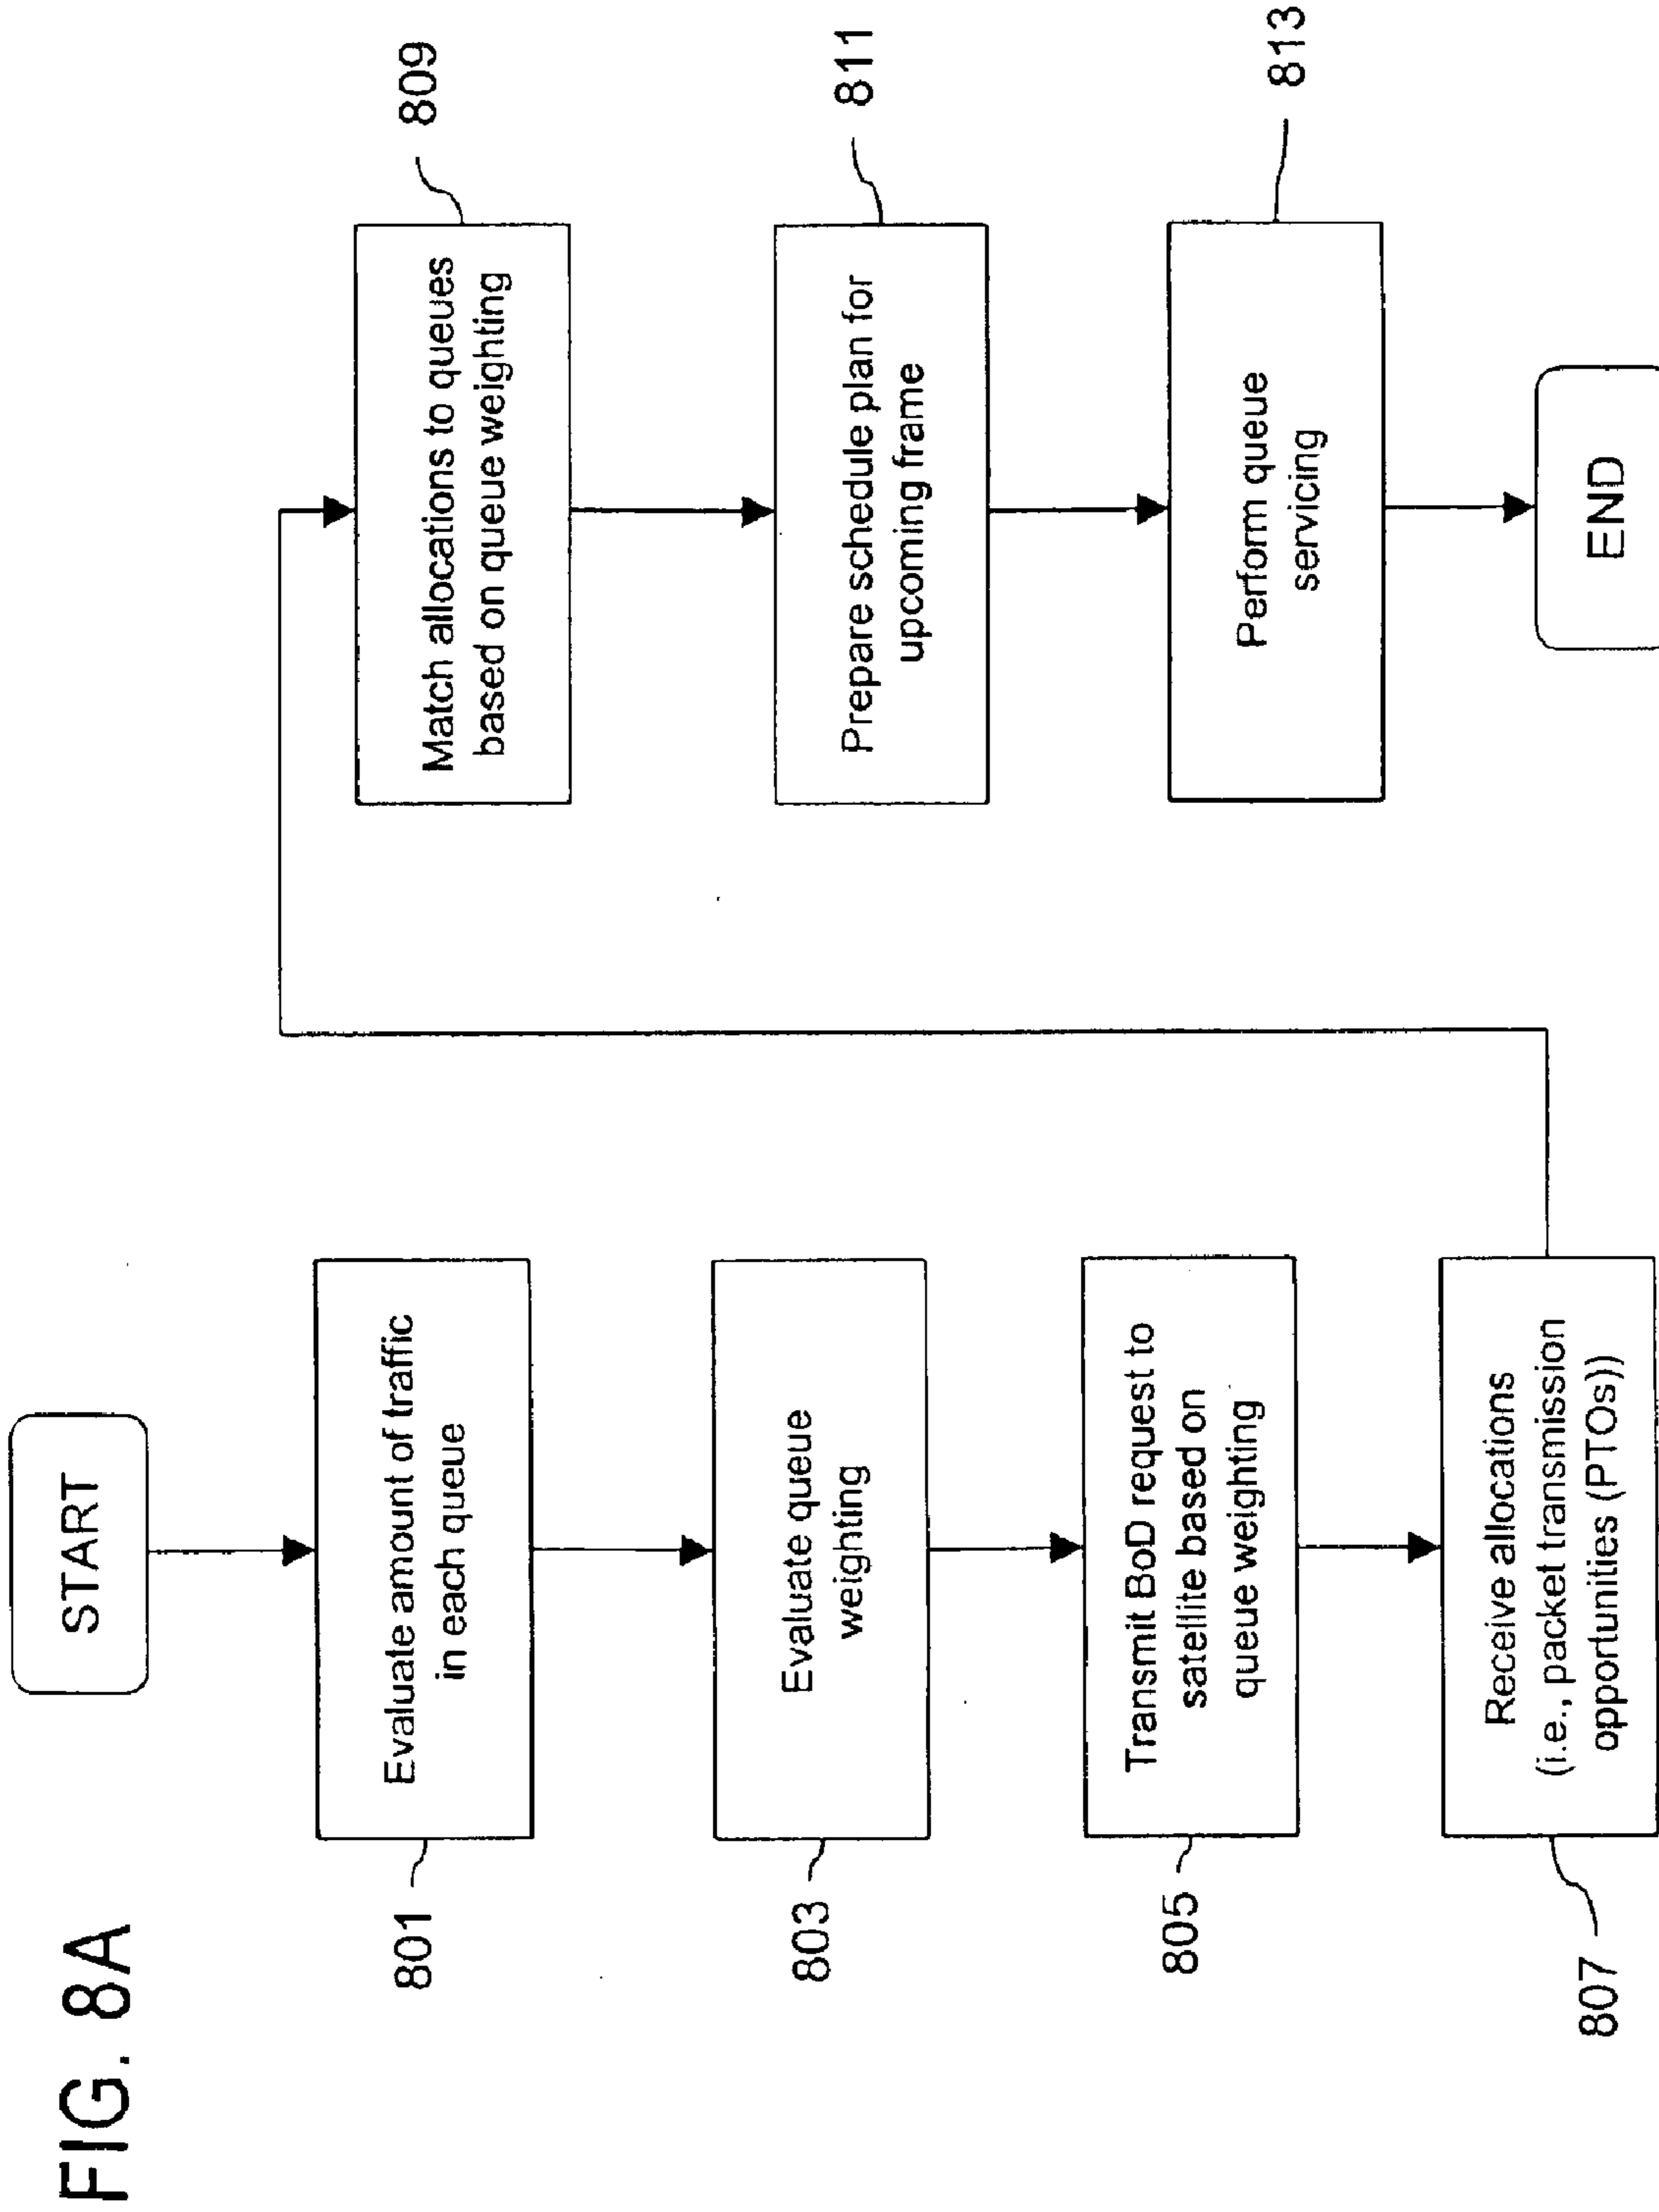 FIG. 8A
START
801
Evaluate amount of traffic
in each queue
803
Evaluate queue
weighting
805
Transmit BoD request to
satellite based on
queue weighting
807
Receive allocations
(i.e., packet transmission
opportunities (PTOs))
809
Match allocations to queues
based on queue weighting
811
Prepare schedule plan for
upcoming frame
813
Perform queue
servicing
END